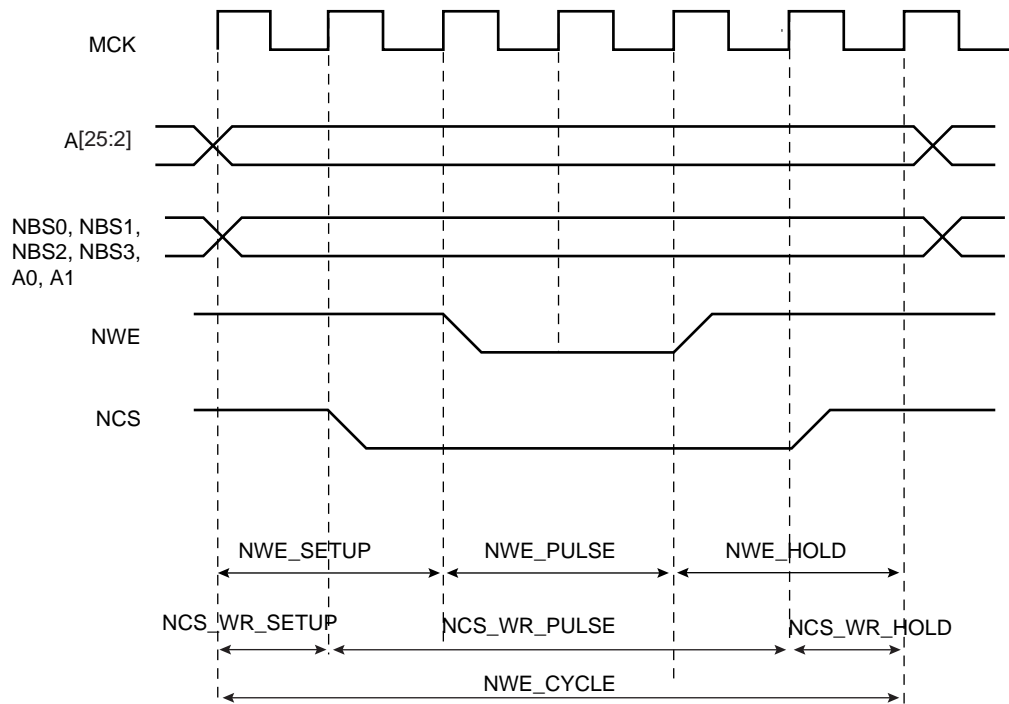 MCK
A[25:2]
NBS0, NBS1,
NBS2, NBS3,
A0, A1
NWE
NCS
NWE_SETUP
NWE_PULSE
NWE_HOLD
NCS_WR_SETUP
NCS_WR_PULSE
NCS_WR_HOLD
NWE_CYCLE